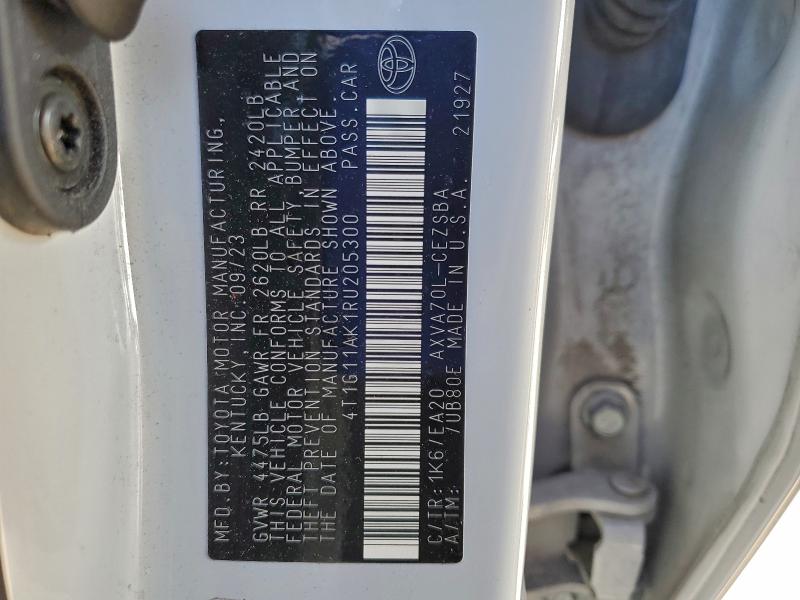 MFD.BY:TOYOTA MOTOR MANUFACTURING.,
KENTUCKY, INC. 09/23
GVWR 4475LB GAWR FR 2620LB RR 2420LB
THIS VEHICLE CONFORMS TO ALL APPLICABLE
FEDERAL MOTOR VEHICLE SAFETY, BUMPER AND
THEFT PREVENTION STANDARDS IN EFFECT ON
THE DATE OF MANUFACTURE SHOWN ABOVE.
4T1G11AK1RU205300 PASS.CAR
C/TR: 1K6/EA20 AXVA70L-CEZSBA
A/TM: /UB80E MADE IN U.S.A. 21927